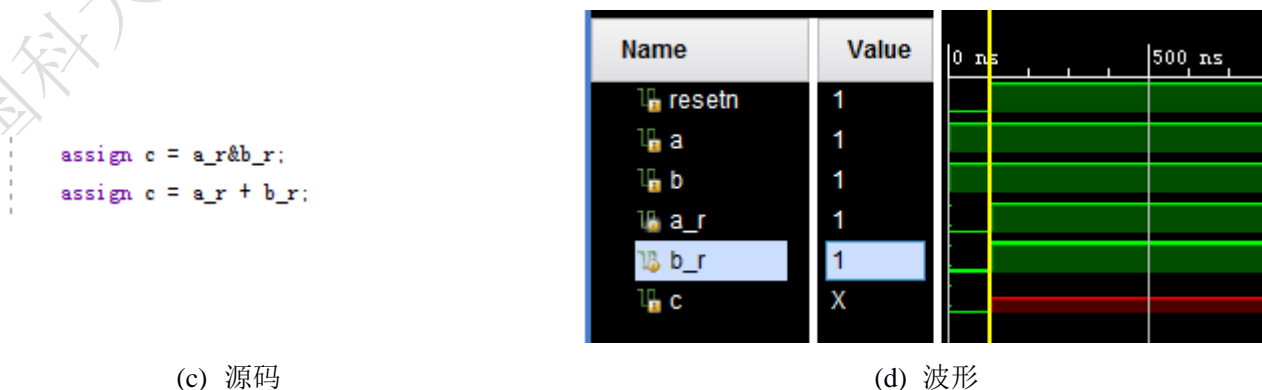 assign c = a_r&b_r;
assign c = a_r + b_r;
(c) 源码
Name Value
resetn 1
a 1
b 1
a_r 1
b_r 1
c X
0 ns 500 ns
(d) 波形